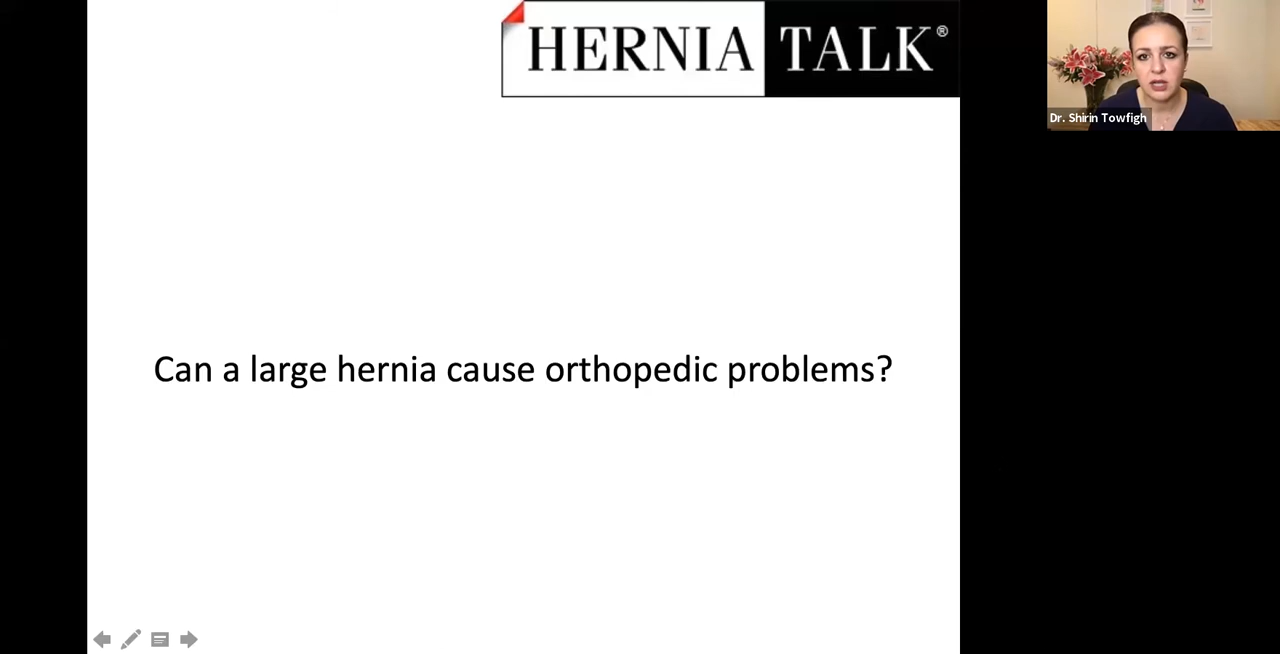 HERNIA TALK®
Dr. Shirin Towfigh
Can a large hernia cause orthopedic problems?